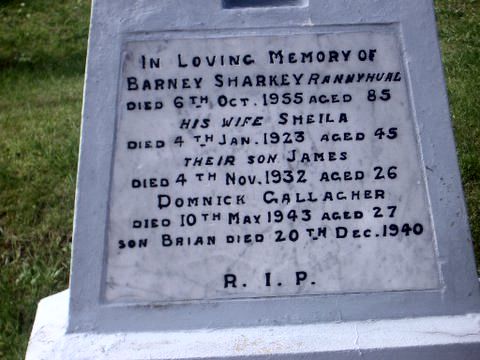 IN LOVING MEMORY OF
BARNEY SHARKEY RANNYHUAL
DIED 6TH OCT. 1955 AGED 85
HIS WIFE SHEILA
DIED 4TH JAN. 1923 AGED 45
THEIR SON JAMES
DIED 4TH NOV. 1932 AGED 26
DOMNICK GALLAGHER
DIED 10TH MAY 1943 AGED 27
SON BRIAN DIED 20TH DEC. 1940
R. I. P.